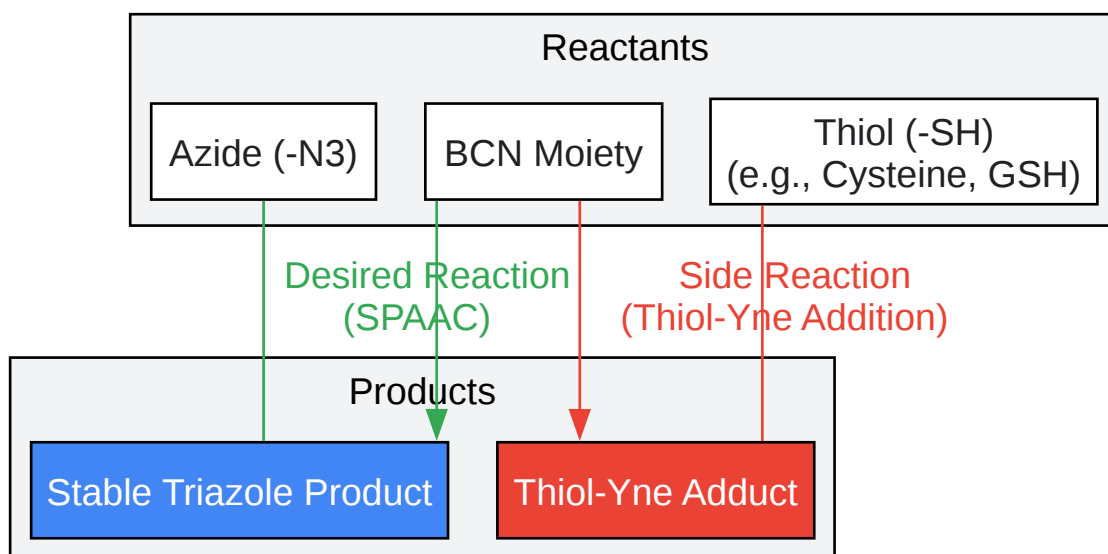 Reactants
Azide (-N3)
BCN Moiety
Thiol (-SH)
(e.g., Cysteine, GSH)
Desired Reaction
(SPAAC)
Side Reaction
(Thiol-Yne Addition)
Products
Stable Triazole Product
Thiol-Yne Adduct